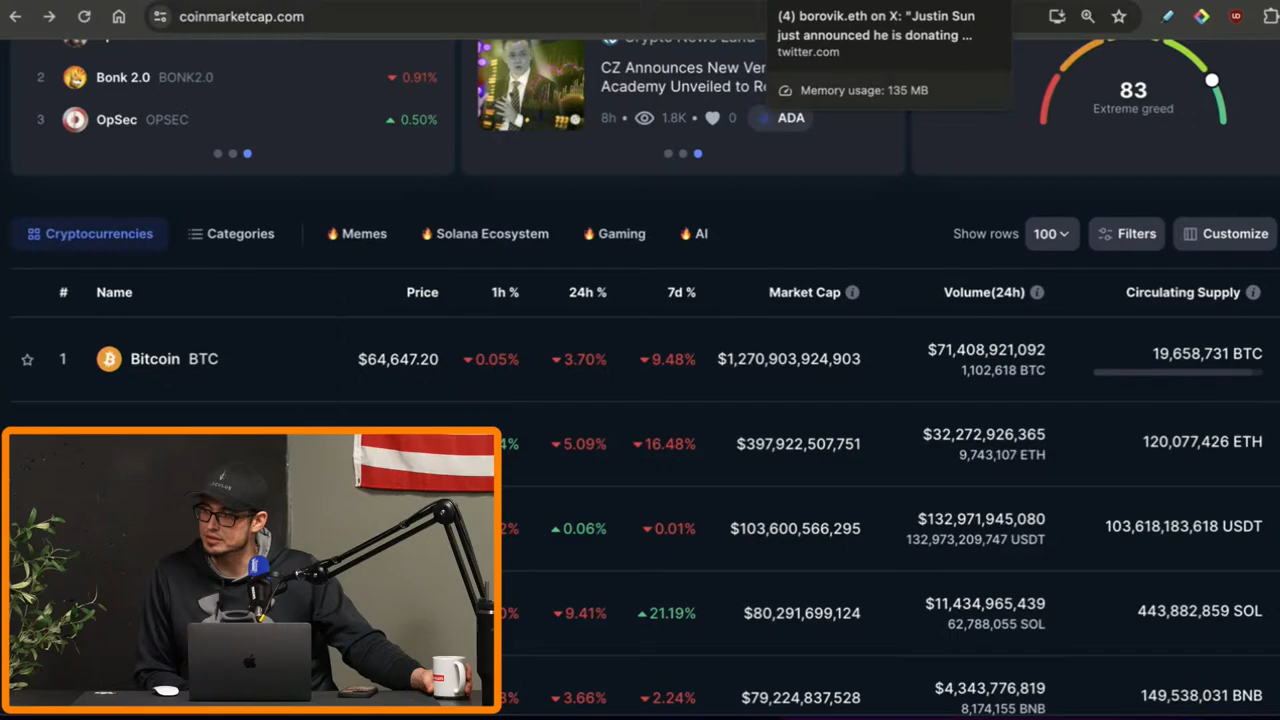 coinmarketcap.com
(4) borovik.eth on X: "Justin Sun
just announced he is donating ...
twitter.com
Memory usage: 135 MB
2 Bonk 2.0 BONK2.0 0.91%
3 OpSec OPSEC 0.50%
CZ Announces New
Academy Unveiled to
8h • 1.8K • 0 ADA
83
Extreme greed
Cryptocurrencies Categories Memes Solana Ecosystem Gaming AI Show rows 100 Filters Customize
# Name Price 1h % 24h % 7d % Market Cap Volume(24h) Circulating Supply
1 Bitcoin BTC $64,647.20 0.05% 3.70% 9.48% $1,270,903,924,903 $71,408,921,092 19,658,731 BTC
1,102,618 BTC
4% 5.09% 16.48% $397,922,507,751 $32,272,926,365 120,077,426 ETH
9,743,107 ETH
2% 0.06% 0.01% $103,600,566,295 $132,971,945,080 103,618,183,618 USDT
132,973,209,747 USDT
0% 9.41% 21.19% $80,291,699,124 $11,434,965,439 443,882,859 SOL
62,788,055 SOL
3% 3.66% 2.24% $79,224,837,528 $4,343,776,819 149,538,031 BNB
8,174,155 BNB